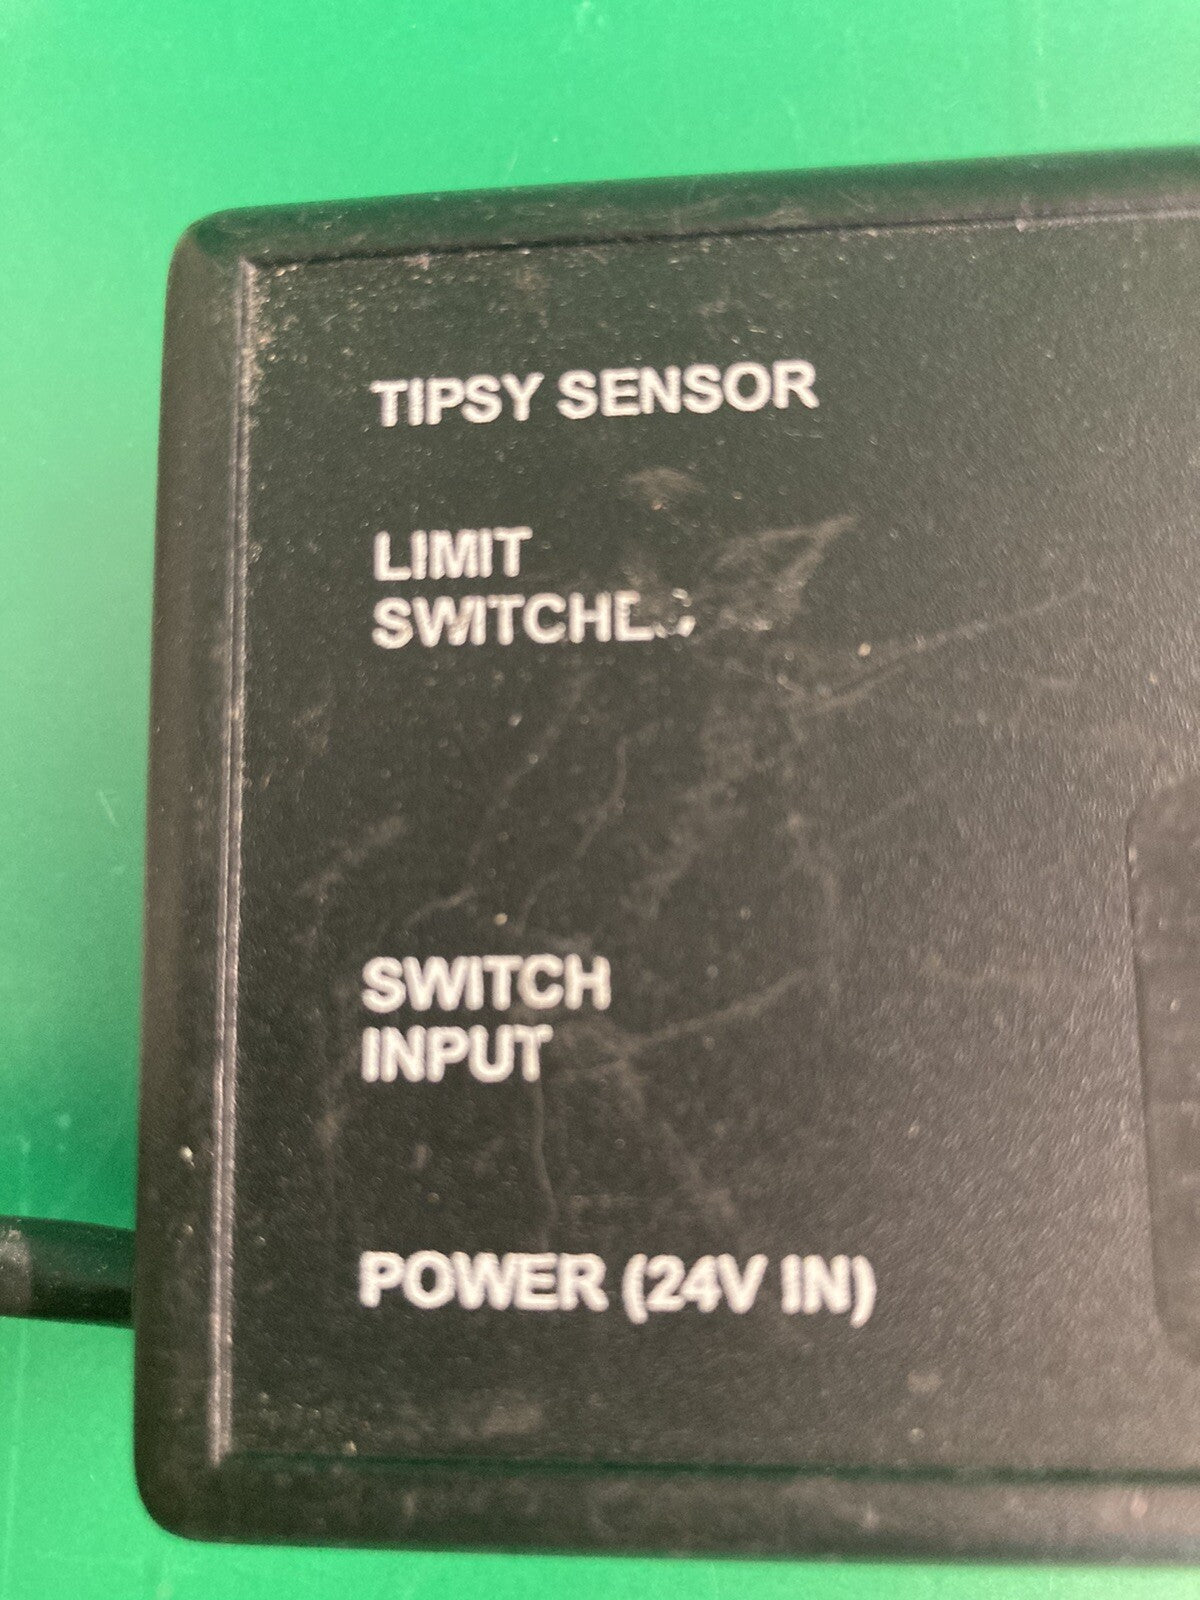 TIPSY SENSOR
LIMIT
SWITCHES
SWITCH
INPUT
POWER (24V IN)